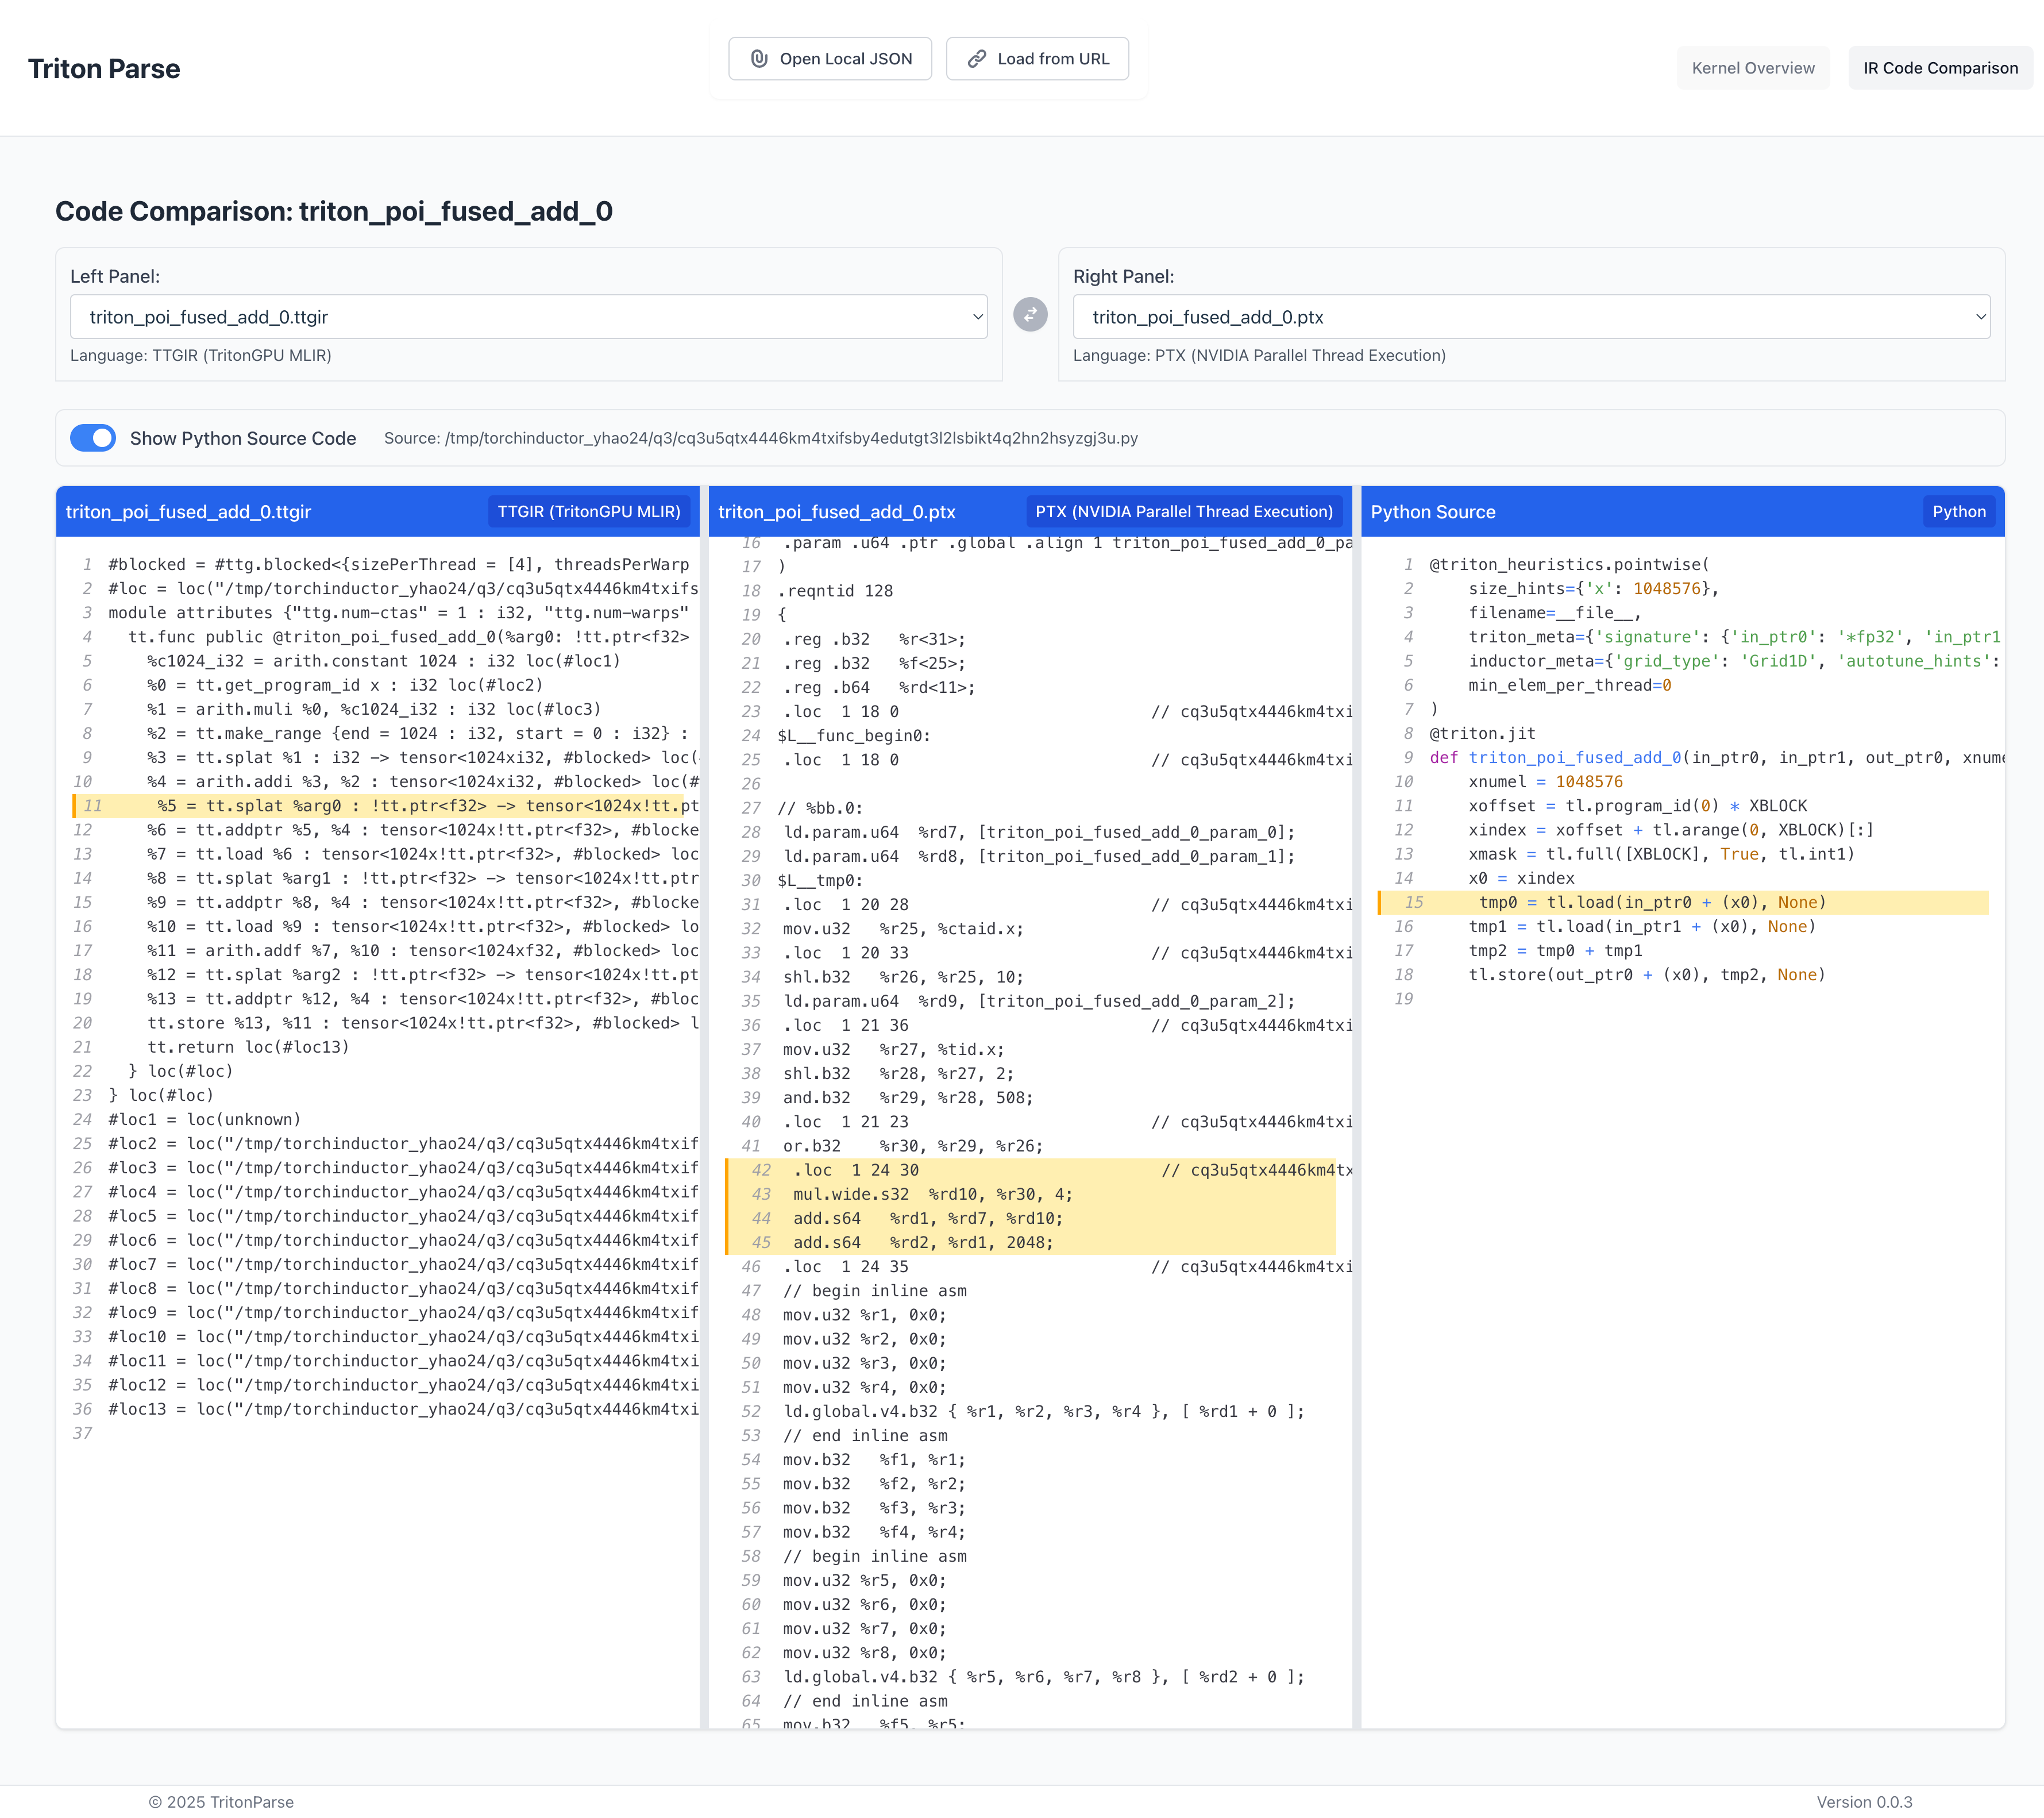 Triton Parse
Open Local JSON
Load from URL
Kernel Overview
IR Code Comparison
Code Comparison: triton_poi_fused_add_0
Left Panel:
triton_poi_fused_add_0.ttgir
Language: TTGIR (TritonGPU MLIR)
Right Panel:
triton_poi_fused_add_0.ptx
Language: PTX (NVIDIA Parallel Thread Execution)
Show Python Source Code
Source: /tmp/torchinductor_yhao24/q3/cq3u5qtx4446km4txifsby4edutgt3l2lsbikt4q2hn2hsyzgj3u.py
triton_poi_fused_add_0.ttgir
TTGIR (TritonGPU MLIR)
1 #blocked = #ttg.blocked<{sizePerThread = [4], threadsPerWarp
2 #loc = loc("/tmp/torchinductor_yhao24/q3/cq3u5qtx4446km4txifs
3 module attributes {"ttg.num-ctas" = 1 : i32, "ttg.num-warps"
4 tt.func public @triton_poi_fused_add_0(%arg0: !tt.ptr<f32>
5 %c1024_i32 = arith.constant 1024 : i32 loc(#loc1)
6 %0 = tt.get_program_id x : i32 loc(#loc2)
7 %1 = arith.muli %0, %c1024_i32 : i32 loc(#loc3)
8 %2 = tt.make_range {end = 1024 : i32, start = 0 : i32} :
9 %3 = tt.splat %1 : i32 -> tensor<1024xi32, #blocked> loc(
10 %4 = arith.addi %3, %2 : tensor<1024xi32, #blocked> loc(#
11 %5 = tt.splat %arg0 : !tt.ptr<f32> -> tensor<1024x!tt.pt
12 %6 = tt.addptr %5, %4 : tensor<1024x!tt.ptr<f32>, #blocke
13 %7 = tt.load %6 : tensor<1024x!tt.ptr<f32>, #blocked> loc
14 %8 = tt.splat %arg1 : !tt.ptr<f32> -> tensor<1024x!tt.ptr
15 %9 = tt.addptr %8, %4 : tensor<1024x!tt.ptr<f32>, #blocke
16 %10 = tt.load %9 : tensor<1024x!tt.ptr<f32>, #blocked> lo
17 %11 = arith.addf %7, %10 : tensor<1024xf32, #blocked> loc
18 %12 = tt.splat %arg2 : !tt.ptr<f32> -> tensor<1024x!tt.pt
19 %13 = tt.addptr %12, %4 : tensor<1024x!tt.ptr<f32>, #bloc
20 tt.store %13, %11 : tensor<1024x!tt.ptr<f32>, #blocked> l
21 tt.return loc(#loc13)
22 } loc(#loc)
23 } loc(#loc)
24 #loc1 = loc(unknown)
25 #loc2 = loc("/tmp/torchinductor_yhao24/q3/cq3u5qtx4446km4txif
26 #loc3 = loc("/tmp/torchinductor_yhao24/q3/cq3u5qtx4446km4txif
27 #loc4 = loc("/tmp/torchinductor_yhao24/q3/cq3u5qtx4446km4txif
28 #loc5 = loc("/tmp/torchinductor_yhao24/q3/cq3u5qtx4446km4txif
29 #loc6 = loc("/tmp/torchinductor_yhao24/q3/cq3u5qtx4446km4txif
30 #loc7 = loc("/tmp/torchinductor_yhao24/q3/cq3u5qtx4446km4txif
31 #loc8 = loc("/tmp/torchinductor_yhao24/q3/cq3u5qtx4446km4txif
32 #loc9 = loc("/tmp/torchinductor_yhao24/q3/cq3u5qtx4446km4txif
33 #loc10 = loc("/tmp/torchinductor_yhao24/q3/cq3u5qtx4446km4txi
34 #loc11 = loc("/tmp/torchinductor_yhao24/q3/cq3u5qtx4446km4txi
35 #loc12 = loc("/tmp/torchinductor_yhao24/q3/cq3u5qtx4446km4txi
36 #loc13 = loc("/tmp/torchinductor_yhao24/q3/cq3u5qtx4446km4txi
37
triton_poi_fused_add_0.ptx
PTX (NVIDIA Parallel Thread Execution)
16 .param .u64 .ptr .global .align 1 triton_poi_fused_add_0_pa
17 )
18 .reqntid 128
19 {
20 .reg .b32 %r<31>;
21 .reg .b32 %f<25>;
22 .reg .b64 %rd<11>;
23 .loc 1 18 0 // cq3u5qtx4446km4txi
24 $L__func_begin0:
25 .loc 1 18 0 // cq3u5qtx4446km4txi
26
27 // %bb.0:
28 ld.param.u64 %rd7, [triton_poi_fused_add_0_param_0];
29 ld.param.u64 %rd8, [triton_poi_fused_add_0_param_1];
30 $L__tmp0:
31 .loc 1 20 28 // cq3u5qtx4446km4txi
32 mov.u32 %r25, %ctaid.x;
33 .loc 1 20 33 // cq3u5qtx4446km4txi
34 shl.b32 %r26, %r25, 10;
35 ld.param.u64 %rd9, [triton_poi_fused_add_0_param_2];
36 .loc 1 21 36 // cq3u5qtx4446km4txi
37 mov.u32 %r27, %tid.x;
38 shl.b32 %r28, %r27, 2;
39 and.b32 %r29, %r28, 508;
40 .loc 1 21 23 // cq3u5qtx4446km4txi
41 or.b32 %r30, %r29, %r26;
42 .loc 1 24 30 // cq3u5qtx4446km4tx
43 mul.wide.s32 %rd10, %r30, 4;
44 add.s64 %rd1, %rd7, %rd10;
45 add.s64 %rd2, %rd1, 2048;
46 .loc 1 24 35 // cq3u5qtx4446km4txi
47 // begin inline asm
48 mov.u32 %r1, 0x0;
49 mov.u32 %r2, 0x0;
50 mov.u32 %r3, 0x0;
51 mov.u32 %r4, 0x0;
52 ld.global.v4.b32 { %r1, %r2, %r3, %r4 }, [ %rd1 + 0 ];
53 // end inline asm
54 mov.b32 %f1, %r1;
55 mov.b32 %f2, %r2;
56 mov.b32 %f3, %r3;
57 mov.b32 %f4, %r4;
58 // begin inline asm
59 mov.u32 %r5, 0x0;
60 mov.u32 %r6, 0x0;
61 mov.u32 %r7, 0x0;
62 mov.u32 %r8, 0x0;
63 ld.global.v4.b32 { %r5, %r6, %r7, %r8 }, [ %rd2 + 0 ];
64 // end inline asm
65 mov.b32 %f5, %r5;
Python Source
Python
1 @triton_heuristics.pointwise(
2 size_hints={'x': 1048576},
3 filename=__file__,
4 triton_meta={'signature': {'in_ptr0': '*fp32', 'in_ptr1
5 inductor_meta={'grid_type': 'Grid1D', 'autotune_hints':
6 min_elem_per_thread=0
7 )
8 @triton.jit
9 def triton_poi_fused_add_0(in_ptr0, in_ptr1, out_ptr0, xnume
10 xnumel = 1048576
11 xoffset = tl.program_id(0) * XBLOCK
12 xindex = xoffset + tl.arange(0, XBLOCK)[:]
13 xmask = tl.full([XBLOCK], True, tl.int1)
14 x0 = xindex
15 tmp0 = tl.load(in_ptr0 + (x0), None)
16 tmp1 = tl.load(in_ptr1 + (x0), None)
17 tmp2 = tmp0 + tmp1
18 tl.store(out_ptr0 + (x0), tmp2, None)
19
© 2025 TritonParse
Version 0.0.3